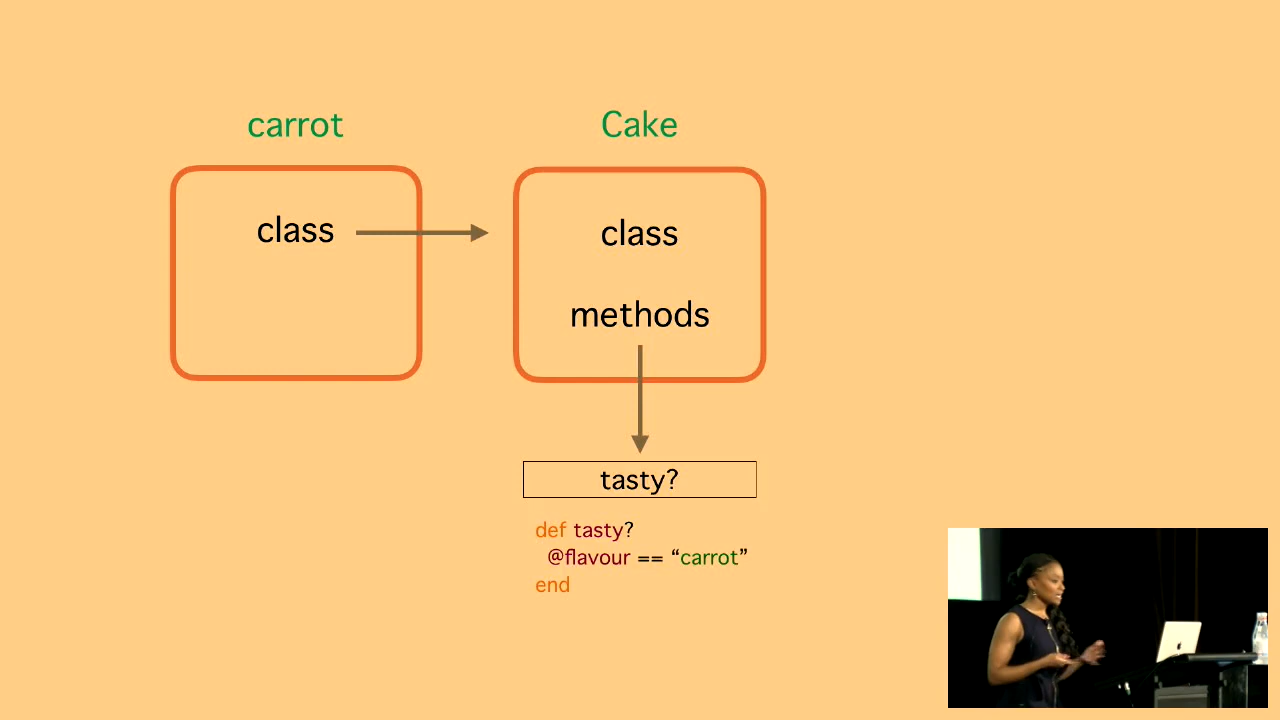 carrot
Cake
class
class
methods
tasty?
def tasty?
@flavour == “carrot”
end